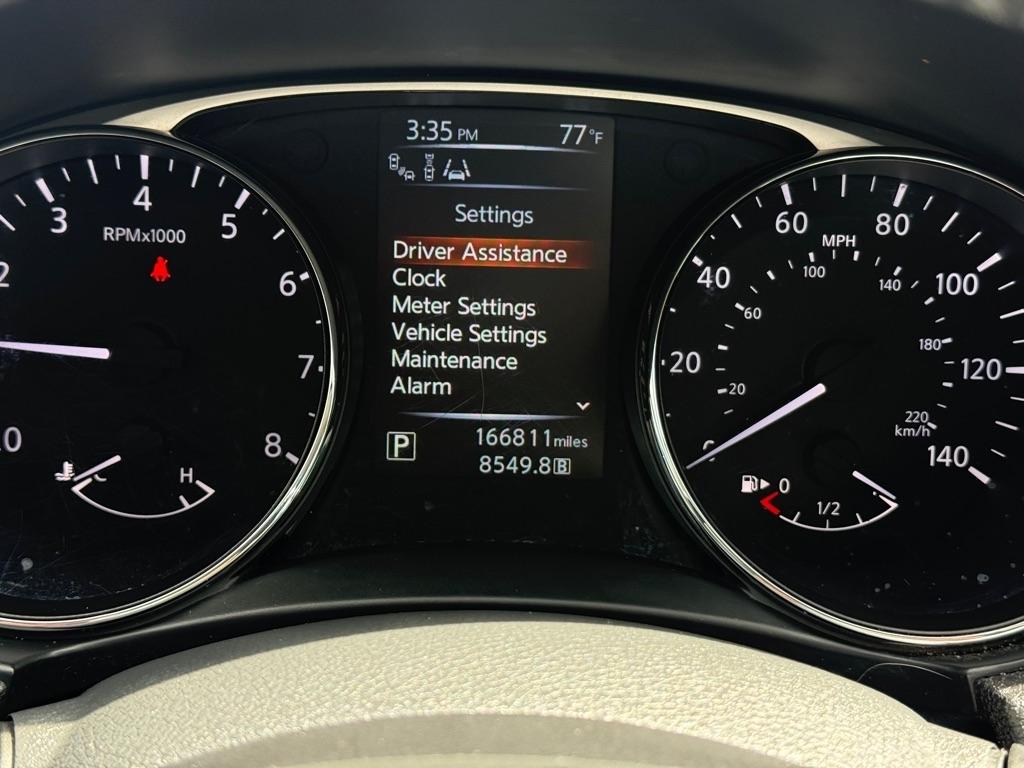 3:35 PM 77°F
Settings
Driver Assistance
Clock
Meter Settings
Vehicle Settings
Maintenance
Alarm
P 166811 miles
8549.8 B
2 3 4 5 6 7 8
RPMx1000
0
H
20 40 60 80 100 120 140
MPH
20 60 100 140 180 220
km/h
0 1/2